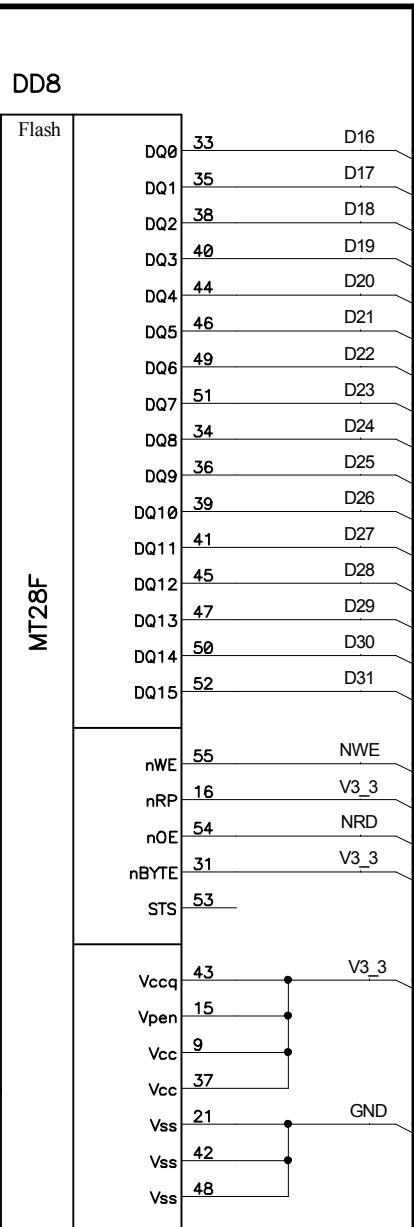 DD8
Flash
DQ0 33 D16
DQ1 35 D17
DQ2 38 D18
DQ3 40 D19
DQ4 44 D20
DQ5 46 D21
DQ6 49 D22
DQ7 51 D23
DQ8 34 D24
DQ9 36 D25
DQ10 39 D26
DQ11 41 D27
DQ12 45 D28
DQ13 47 D29
DQ14 50 D30
DQ15 52 D31
MT28F
nWE 55 NWE
nRP 16 V3_3
nOE 54 NRD
nBYTE 31 V3_3
STS 53
Vccq 43 V3_3
Vpen 15
Vcc 9
Vcc 37
Vss 21 GND
Vss 42
Vss 48